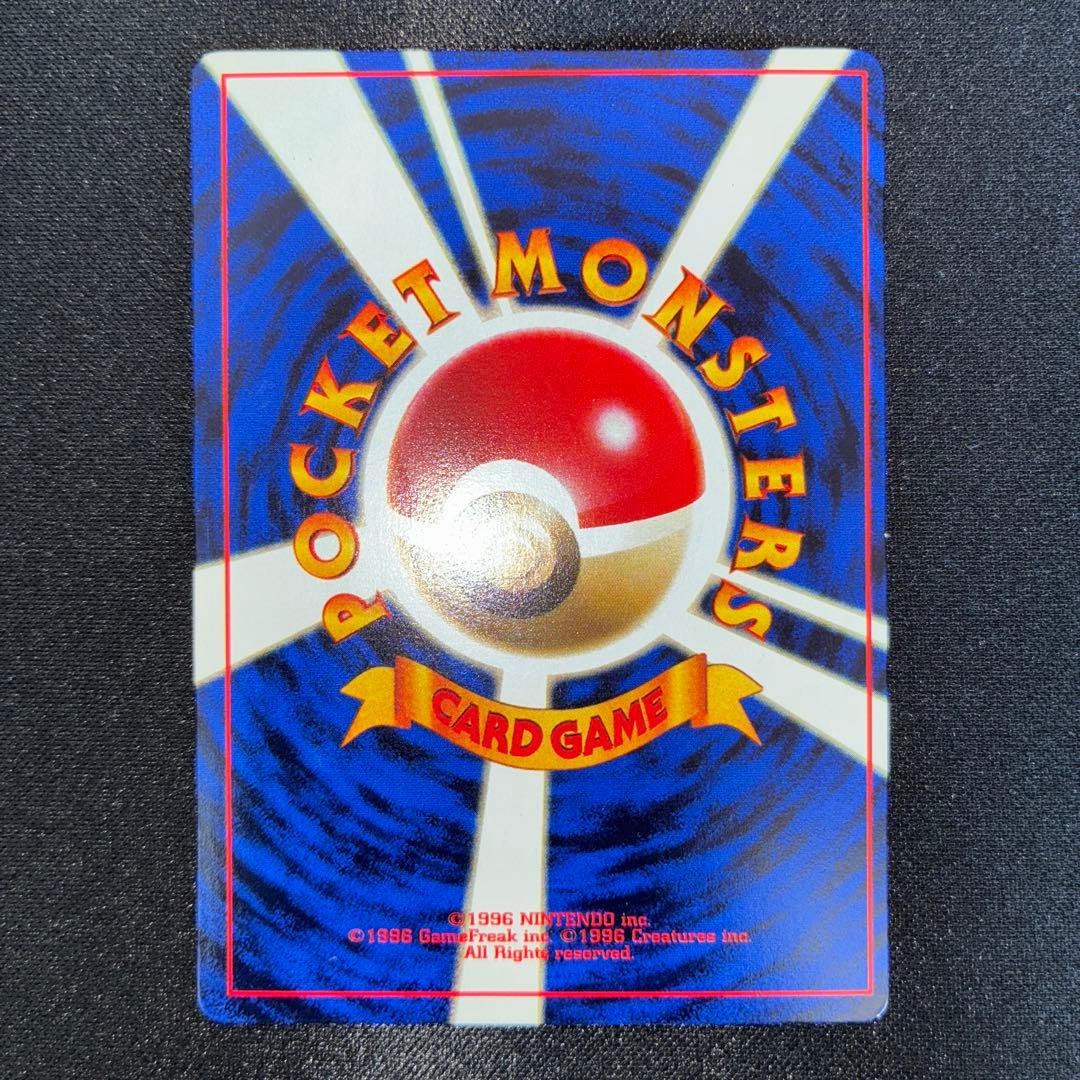 POCKET MONSTERS
CARD GAME
©1996 NINTENDO inc.
©1996 GameFreak inc. ©1996 Creatures inc.
All Rights reserved.